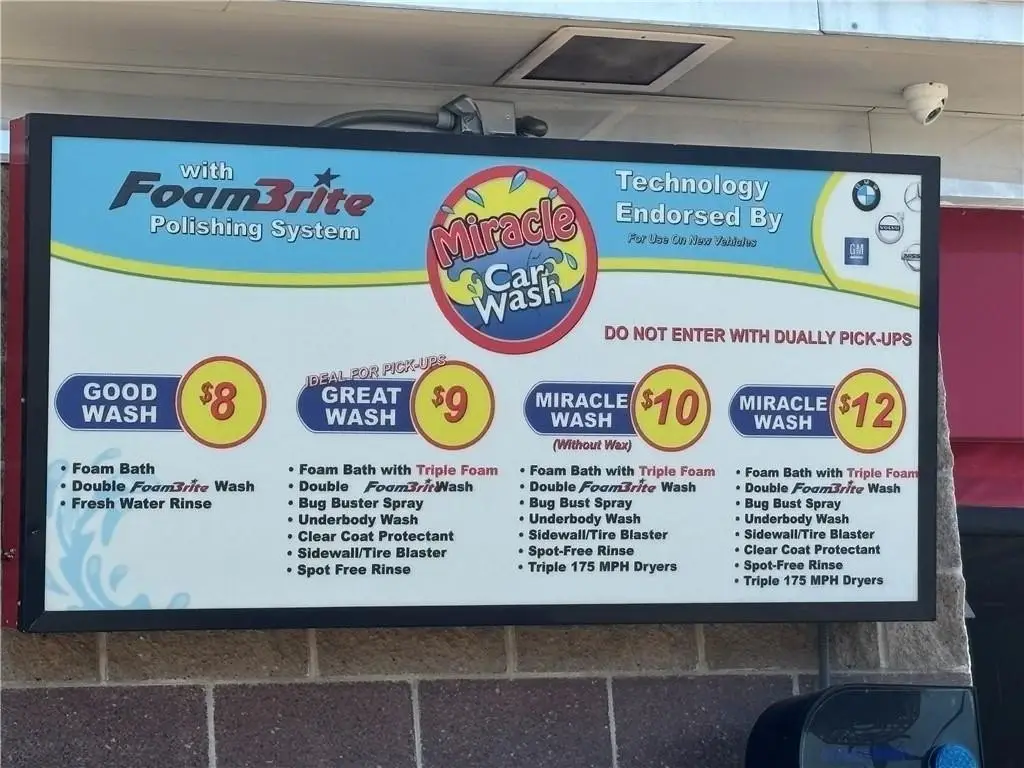 with
FoamBrite
Polishing System
Miracle
Car
Wash
Technology
Endorsed By
For Use On New Vehicles
BMW
VOLVO
GM
DO NOT ENTER WITH DUALLY PICK-UPS
GOOD
WASH
$8
• Foam Bath
• Double FoamBrite Wash
• Fresh Water Rinse
IDEAL FOR PICK-UPS
GREAT
WASH
$9
• Foam Bath with Triple Foam
• Double FoamBrite Wash
• Bug Buster Spray
• Underbody Wash
• Clear Coat Protectant
• Sidewall/Tire Blaster
• Spot Free Rinse
MIRACLE
WASH
$10
(Without Wax)
• Foam Bath with Triple Foam
• Double FoamBrite Wash
• Bug Bust Spray
• Underbody Wash
• Sidewall/Tire Blaster
• Spot-Free Rinse
• Triple 175 MPH Dryers
MIRACLE
WASH
$12
• Foam Bath with Triple Foam
• Double FoamBrite Wash
• Bug Bust Spray
• Underbody Wash
• Sidewall/Tire Blaster
• Clear Coat Protectant
• Spot-Free Rinse
• Triple 175 MPH Dryers